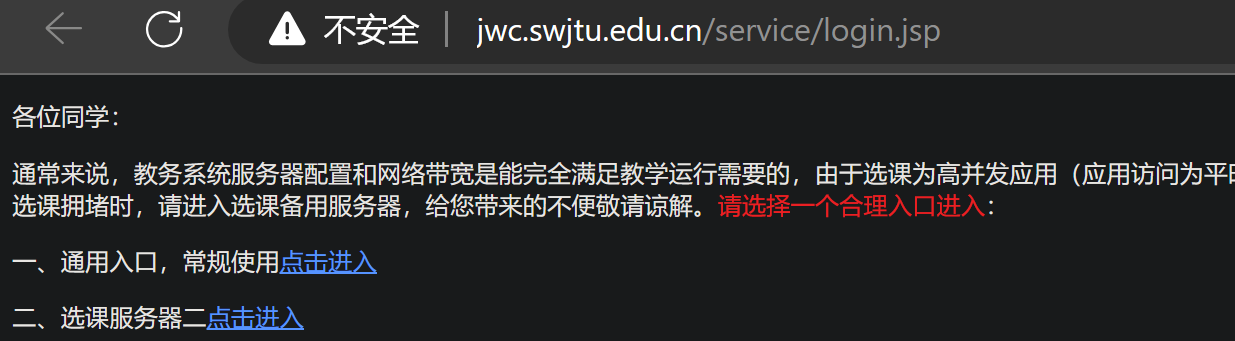 不安全 jwc.swjtu.edu.cn/service/login.jsp
各位同学：
通常来说，教务系统服务器配置和网络带宽是能完全满足教学运行需要的，由于选课为高并发应用（应用访问为平时
选课拥堵时，请进入选课备用服务器，给您带来的不便敬请谅解。请选择一个合理入口进入：
一、通用入口，常规使用点击进入
二、选课服务器二点击进入